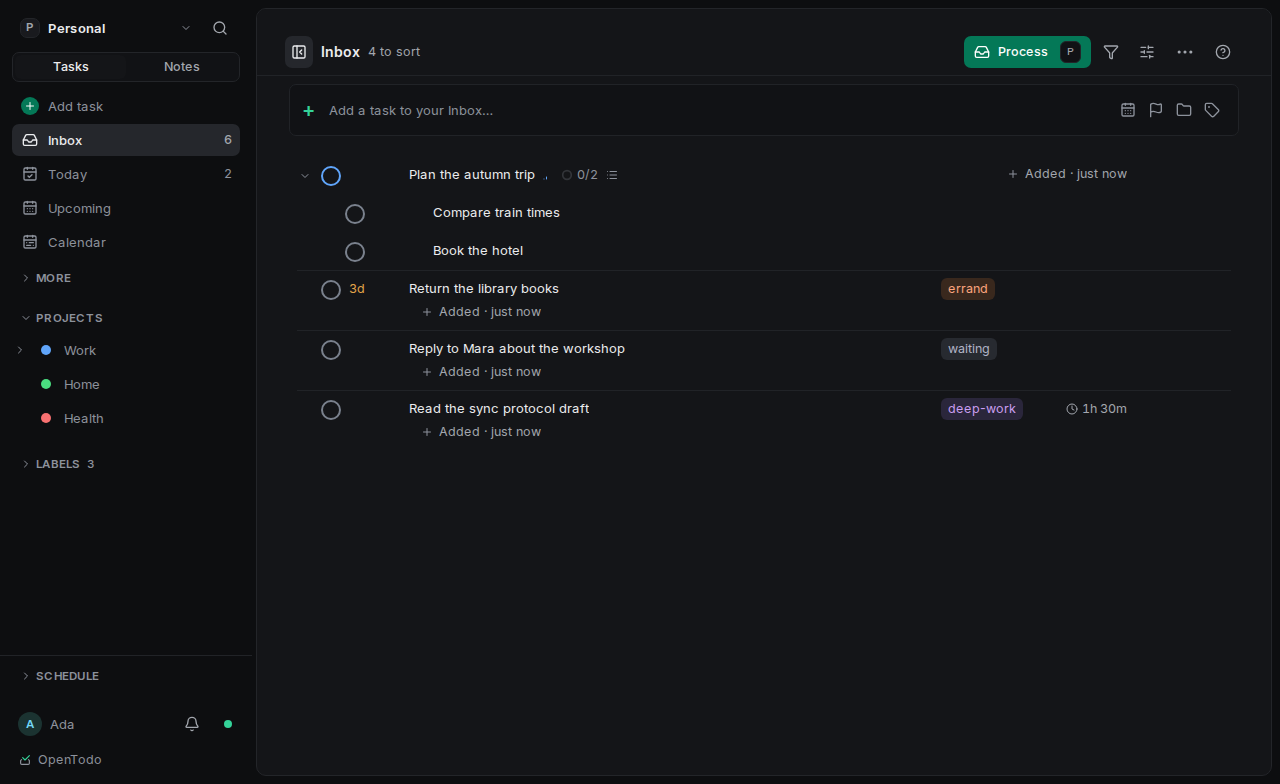 P Personal
Tasks Notes
Add task
Inbox 6
Today 2
Upcoming
Calendar
MORE
PROJECTS
Work
Home
Health
LABELS 3
SCHEDULE
A Ada
OpenTodo
Inbox 4 to sort
Process P
Add a task to your Inbox...
Plan the autumn trip 0/2 Added · just now
Compare train times
Book the hotel
3d Return the library books errand
Added · just now
Reply to Mara about the workshop waiting
Added · just now
Read the sync protocol draft deep-work 1h 30m
Added · just now